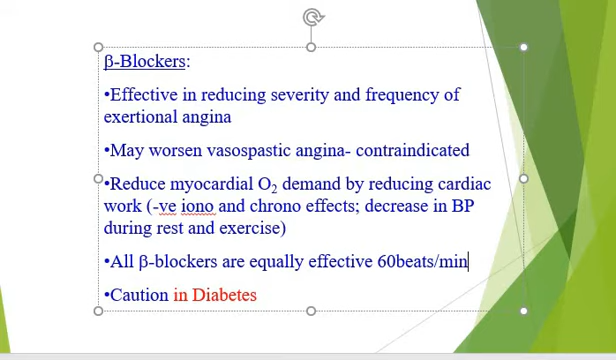 β-Blockers:
•Effective in reducing severity and frequency of
exertional angina
•May worsen vasospastic angina- contraindicated
•Reduce myocardial O₂ demand by reducing cardiac
work (-ve iono and chrono effects; decrease in BP
during rest and exercise)
•All β-blockers are equally effective 60beats/min
•Caution in Diabetes